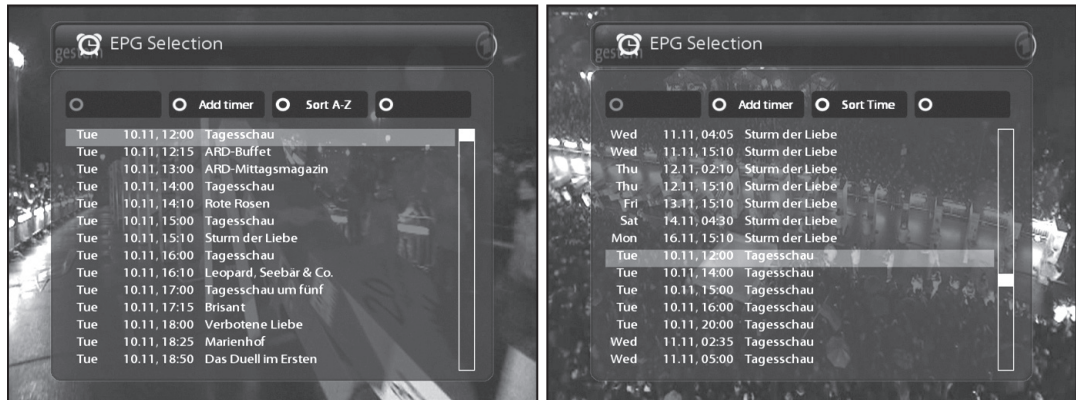 EPG Selection
gestern
Add timer Sort A-Z
Tue 10.11, 12:00 Tagesschau
Tue 10.11, 12:15 ARD-Buffet
Tue 10.11, 13:00 ARD-Mittagsmagazin
Tue 10.11, 14:00 Tagesschau
Tue 10.11, 14:10 Rote Rosen
Tue 10.11, 15:00 Tagesschau
Tue 10.11, 15:10 Sturm der Liebe
Tue 10.11, 16:00 Tagesschau
Tue 10.11, 16:10 Leopard, Seebär & Co.
Tue 10.11, 17:00 Tagesschau um fünf
Tue 10.11, 17:15 Brisant
Tue 10.11, 18:00 Verbotene Liebe
Tue 10.11, 18:25 Marienhof
Tue 10.11, 18:50 Das Duell im Ersten
EPG Selection
gestern
Add timer Sort Time
Wed 11.11, 04:05 Sturm der Liebe
Wed 11.11, 15:10 Sturm der Liebe
Thu 12.11, 02:10 Sturm der Liebe
Thu 12.11, 15:10 Sturm der Liebe
Fri 13.11, 15:10 Sturm der Liebe
Sat 14.11, 04:30 Sturm der Liebe
Mon 16.11, 15:10 Sturm der Liebe
Tue 10.11, 12:00 Tagesschau
Tue 10.11, 14:00 Tagesschau
Tue 10.11, 15:00 Tagesschau
Tue 10.11, 16:00 Tagesschau
Tue 10.11, 20:00 Tagesschau
Wed 11.11, 02:35 Tagesschau
Wed 11.11, 05:00 Tagesschau